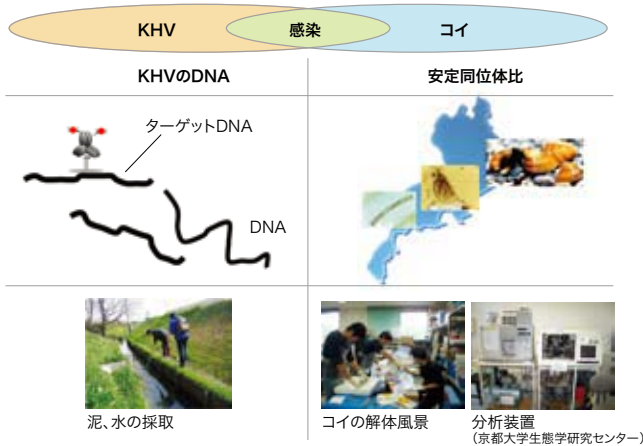 KHV 感染 コイ
KHVのDNA 安定同位体比
ターゲットDNA
DNA
泥、水の採取
コイの解体風景
分析装置
(京都大学生態学研究センター)